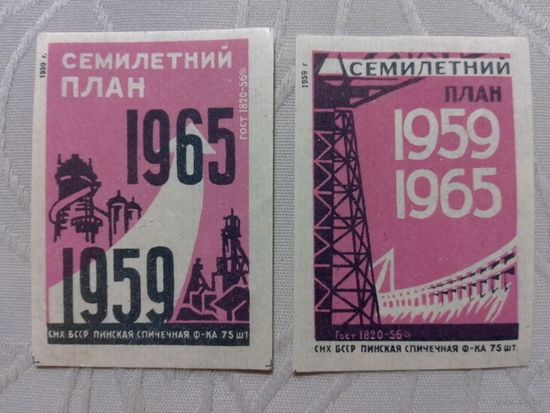 1959 г.
СЕМИЛЕТНИЙ
ПЛАН
1965
ГОСТ 1820-56
1959
СНХ БССР ПИНСКАЯ СПИЧЕЧНАЯ Ф-КА 75 ШТ
1959 г
СЕМИЛЕТНИЙ
ПЛАН
1959
1965
ГОСТ 1820-56
СНХ БССР ПИНСКАЯ СПИЧЕЧНАЯ Ф-КА 75 ШТ.